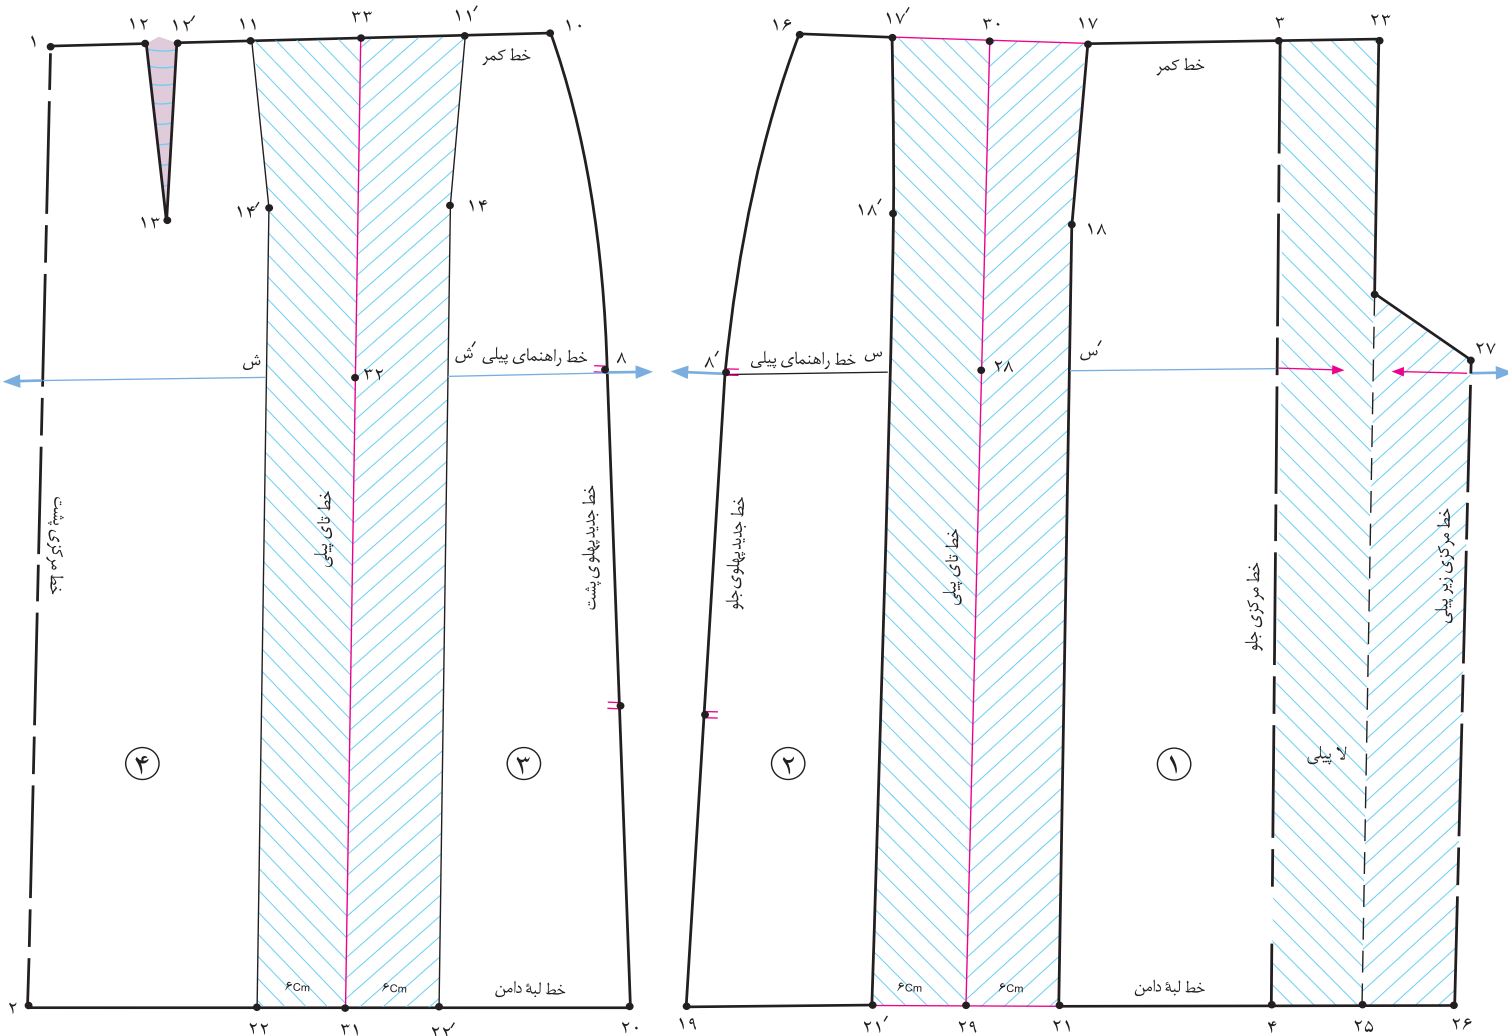 ۱
۱۲
۱۲′
۱۱
۳۳
۱۱′
۱۰
خط کمر
۱۳
۱۴′
۱۴
ش
ش′
خط راهنمای پیلی
۸
۳۲
خط مرکزی پشت
خط تای پیلی
خط جدید پهلوی پشت
۴
۳
۶Cm
۶Cm
خط لبهٔ دامن
۲
۲۲
۳۱
۲۲′
۲۰
۱۶
۱۷′
۳۰
۱۷
۳
۲۳
خط کمر
۱۸′
۱۸
۸′
خط راهنمای پیلی
س
۲۸
س′
۲۷
خط جدید پهلوی جلو
خط تای پیلی
خط مرکزی جلو
خط مرکزی زیر پیلی
لا پیلی
۲
۱
۶Cm
۶Cm
خط لبهٔ دامن
۱۹
۲۱′
۲۹
۲۱
۴
۲۵
۲۶